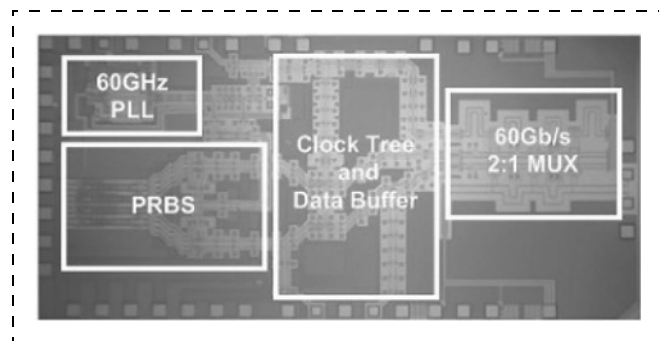 60GHz
PLL
PRBS
Clock Tree
and
Data Buffer
60Gb/s
2:1 MUX